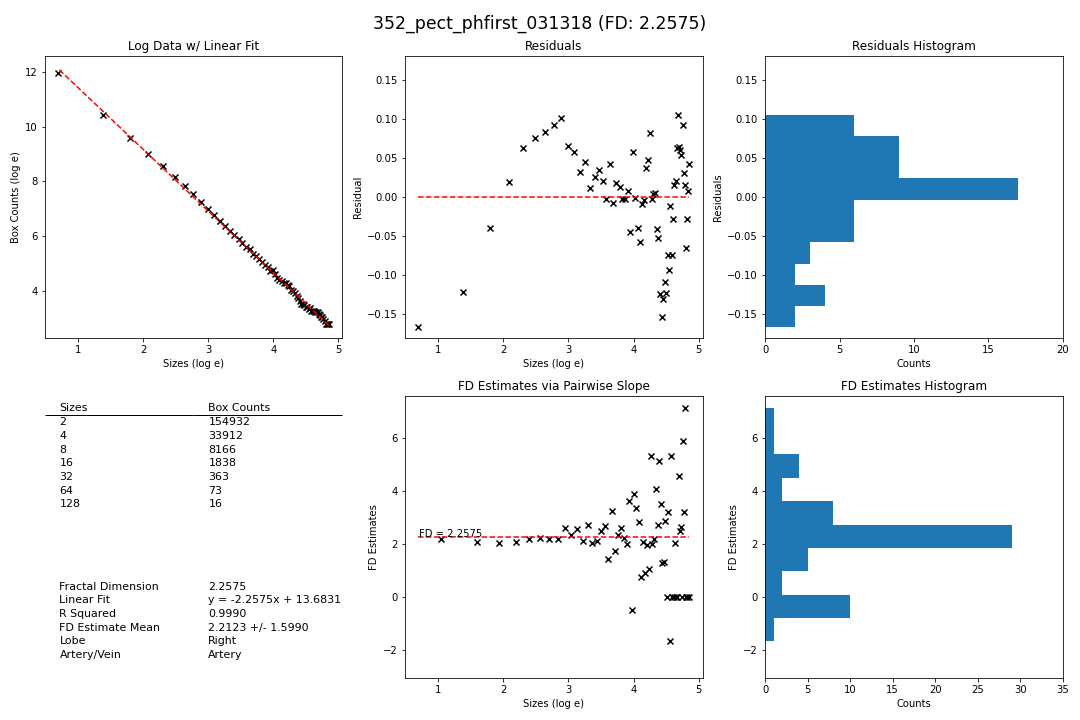 352_pect_phfirst_031318 (FD: 2.2575)
Log Data w/ Linear Fit
Box Counts (log e)
12
10
8
6
4
1 2 3 4 5
Sizes (log e)
Residuals
Residual
0.15
0.10
0.05
0.00
−0.05
−0.10
−0.15
1 2 3 4 5
Residuals Histogram
Residuals
0.15
0.10
0.05
0.00
−0.05
−0.10
−0.15
0 5 10 15 20
Counts
Sizes Box Counts
2 154932
4 33912
8 8166
16 1838
32 363
64 73
128 16
Fractal Dimension 2.2575
Linear Fit y = -2.2575x + 13.6831
R Squared 0.9990
FD Estimate Mean 2.2123 +/- 1.5990
Lobe Right
Artery/Vein Artery
Sizes (log e)
FD Estimates via Pairwise Slope
FD Estimates
6
4
2
0
−2
FD = 2.2575
1 2 3 4 5
Sizes (log e)
FD Estimates Histogram
FD Estimates
6
4
2
0
−2
0 5 10 15 20 25 30 35
Counts